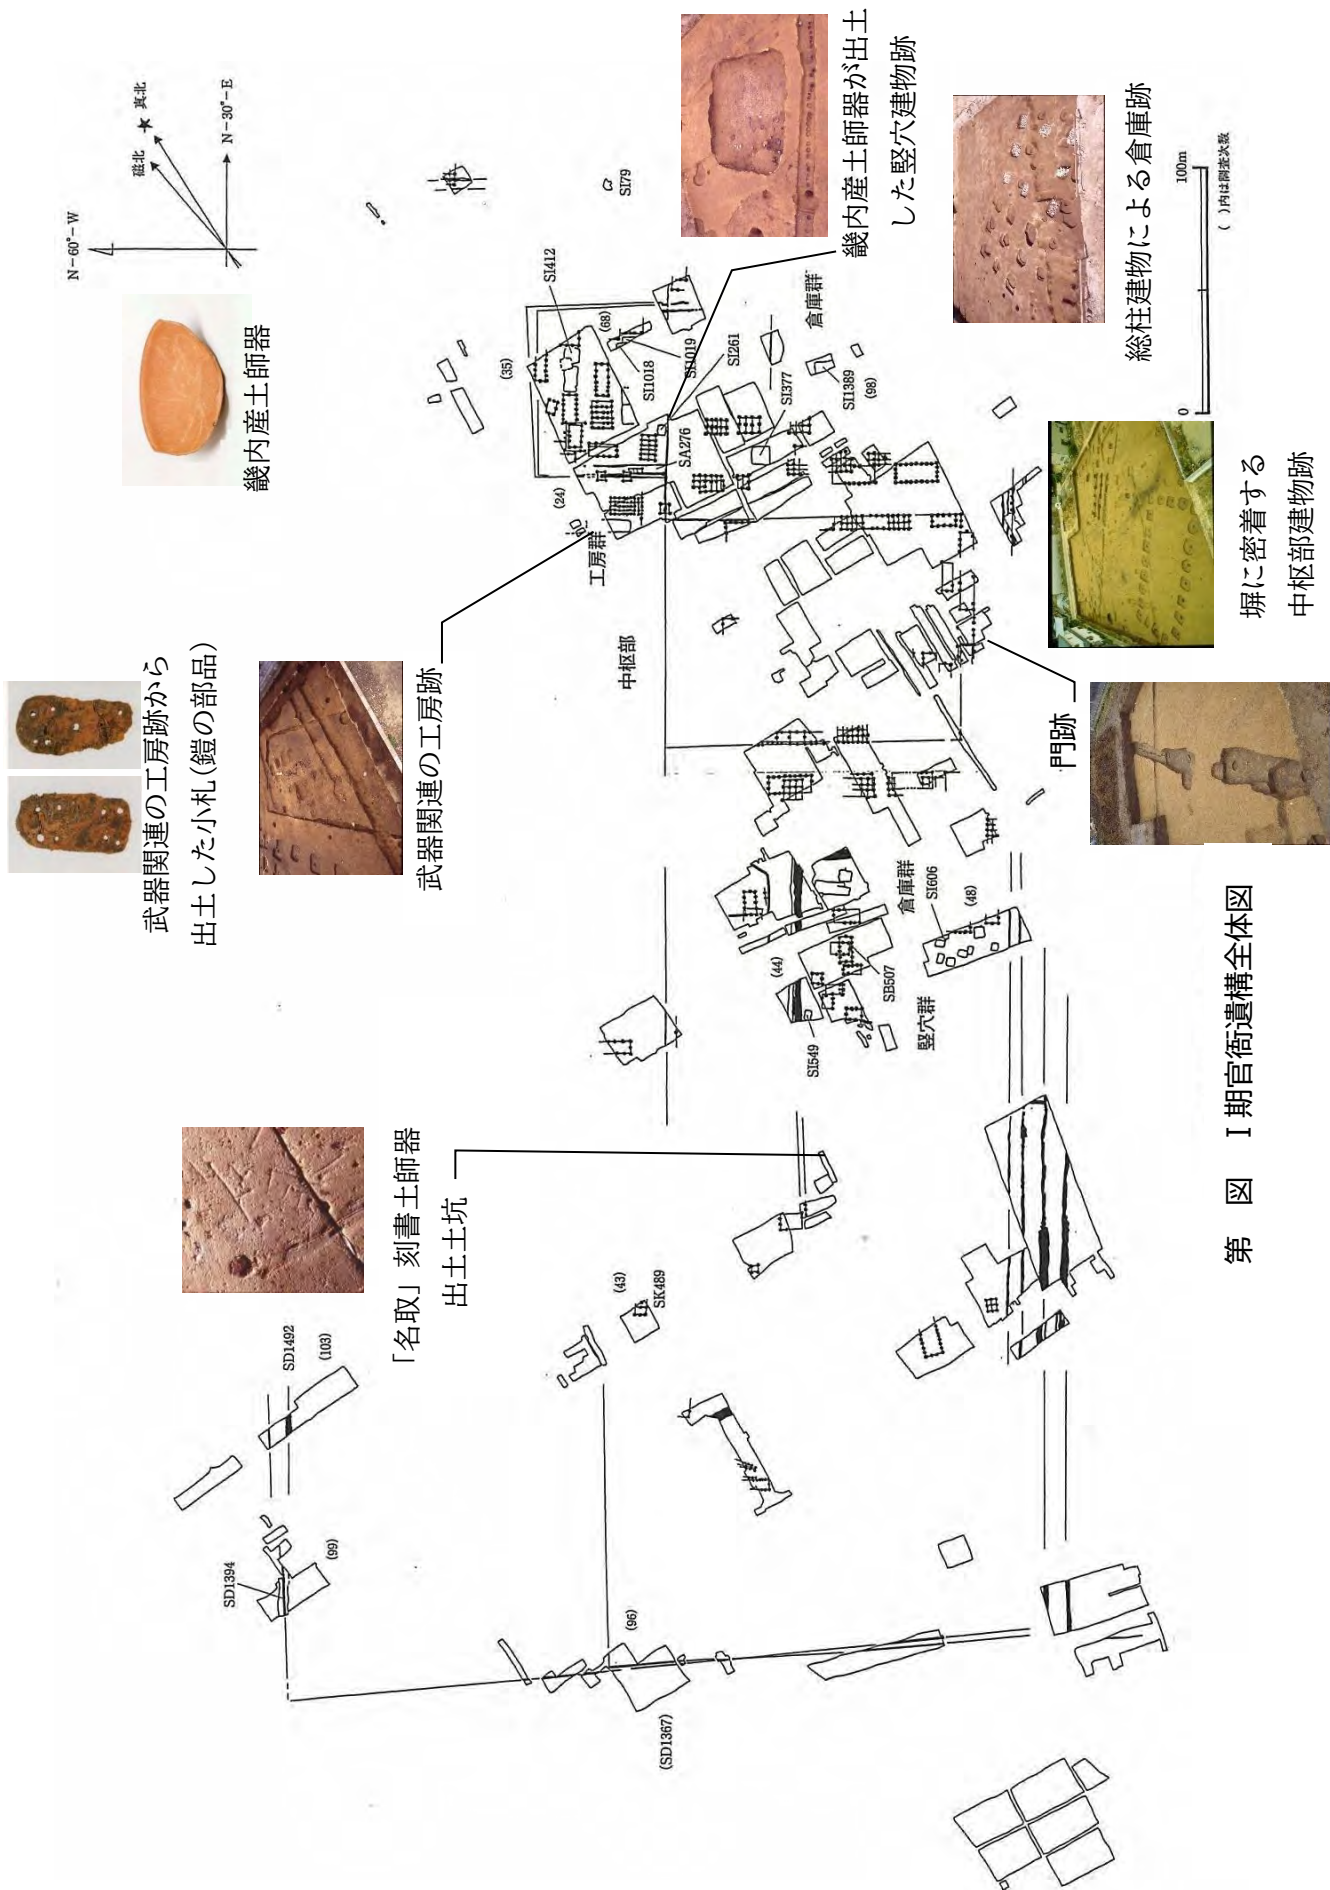 第　図　Ⅰ期官衙遺構全体図
武器関連の工房跡から
出土した小札(鎧の部品)
武器関連の工房跡
畿内産土師器
N-60°-W
磁北
真北
N-30°-E
畿内産土師器が出土
した竪穴建物跡
総柱建物による倉庫跡
0
100m
( )内は調査次数
塀に密着する
中枢部建物跡
門跡
「名取」刻書土師器
出土土坑
工房群
中枢部
倉庫群
倉庫群
竪穴群
SI79
SI412
(35)
(68)
SI1018
SI1019
SI261
SA276
(24)
SI377
SI1389
(98)
SI606
(48)
(44)
SB507
SI549
(43)
SK489
SD1492
(103)
SD1394
(99)
(96)
(SD1367)